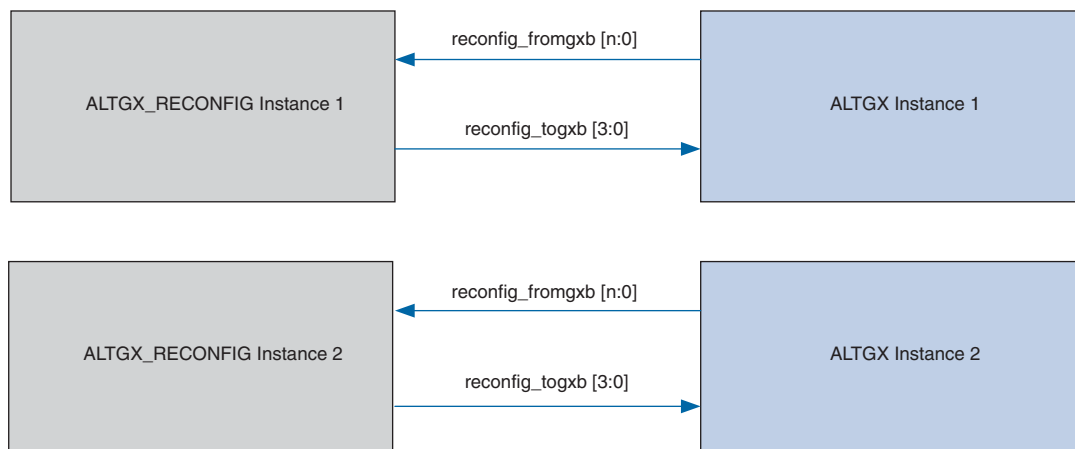 reconfig_fromgxb [n:0]
ALTGX_RECONFIG Instance 1
ALTGX Instance 1
reconfig_togxb [3:0]
reconfig_fromgxb [n:0]
ALTGX_RECONFIG Instance 2
ALTGX Instance 2
reconfig_togxb [3:0]